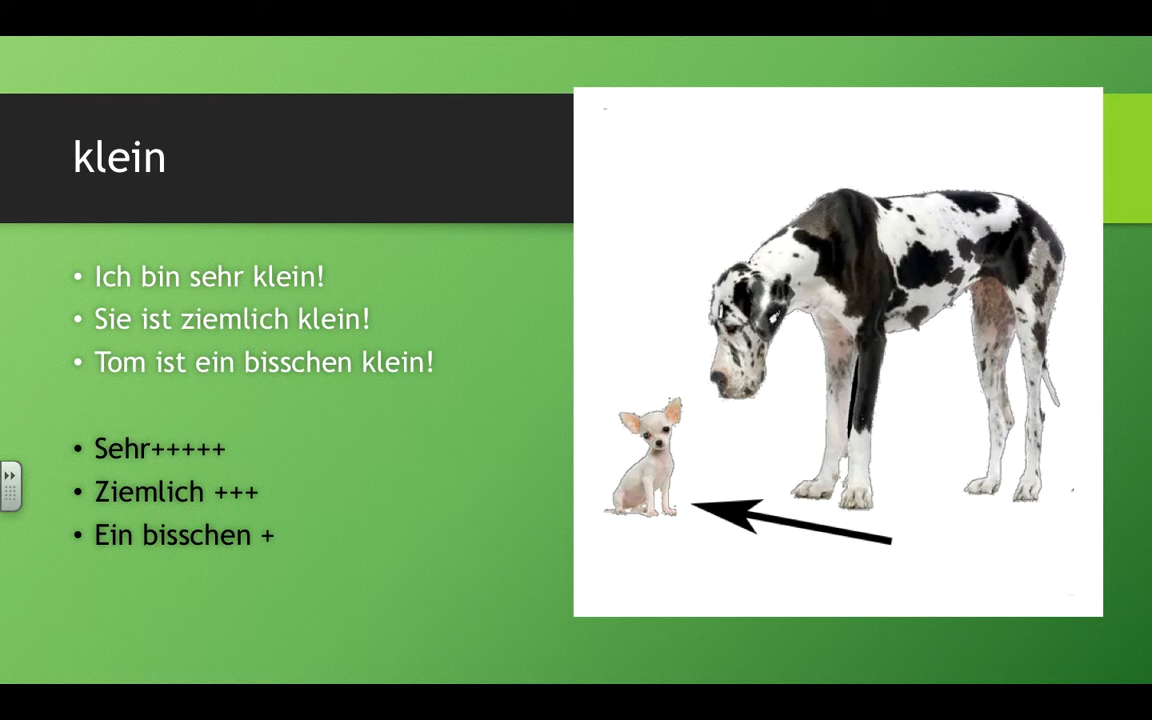 klein
• Ich bin sehr klein!
• Sie ist ziemlich klein!
• Tom ist ein bisschen klein!
• Sehr+++++
• Ziemlich +++
• Ein bisschen +